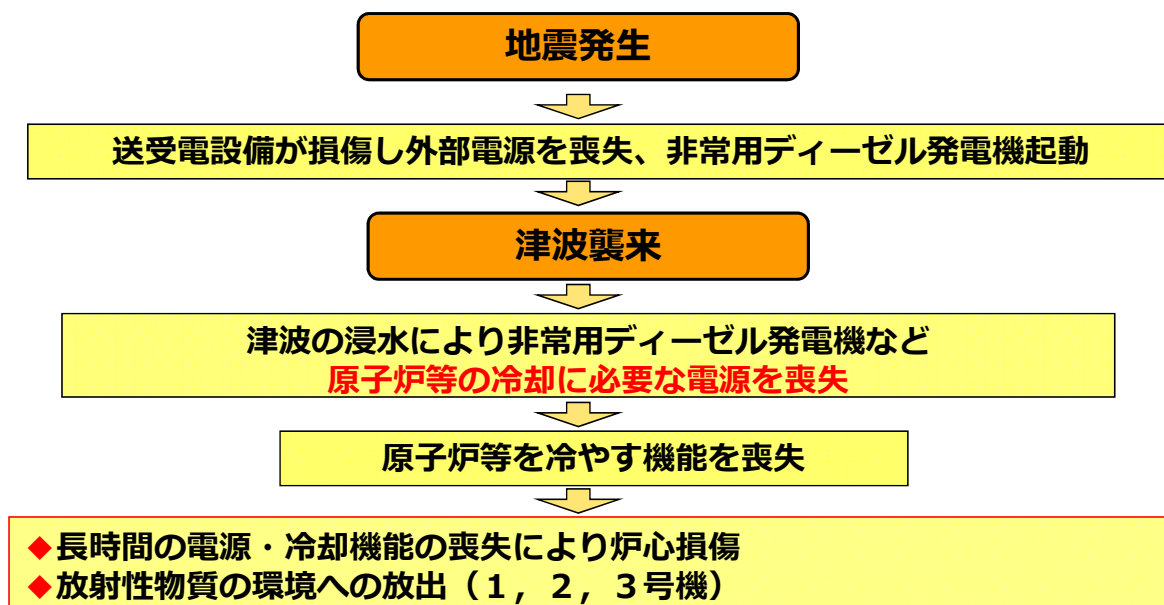 地震発生
送受電設備が損傷し外部電源を喪失、非常用ディーゼル発電機起動
津波襲来
津波の浸水により非常用ディーゼル発電機など
原子炉等の冷却に必要な電源を喪失
原子炉等を冷やす機能を喪失
◆長時間の電源・冷却機能の喪失により炉心損傷
◆放射性物質の環境への放出（１，２，３号機）